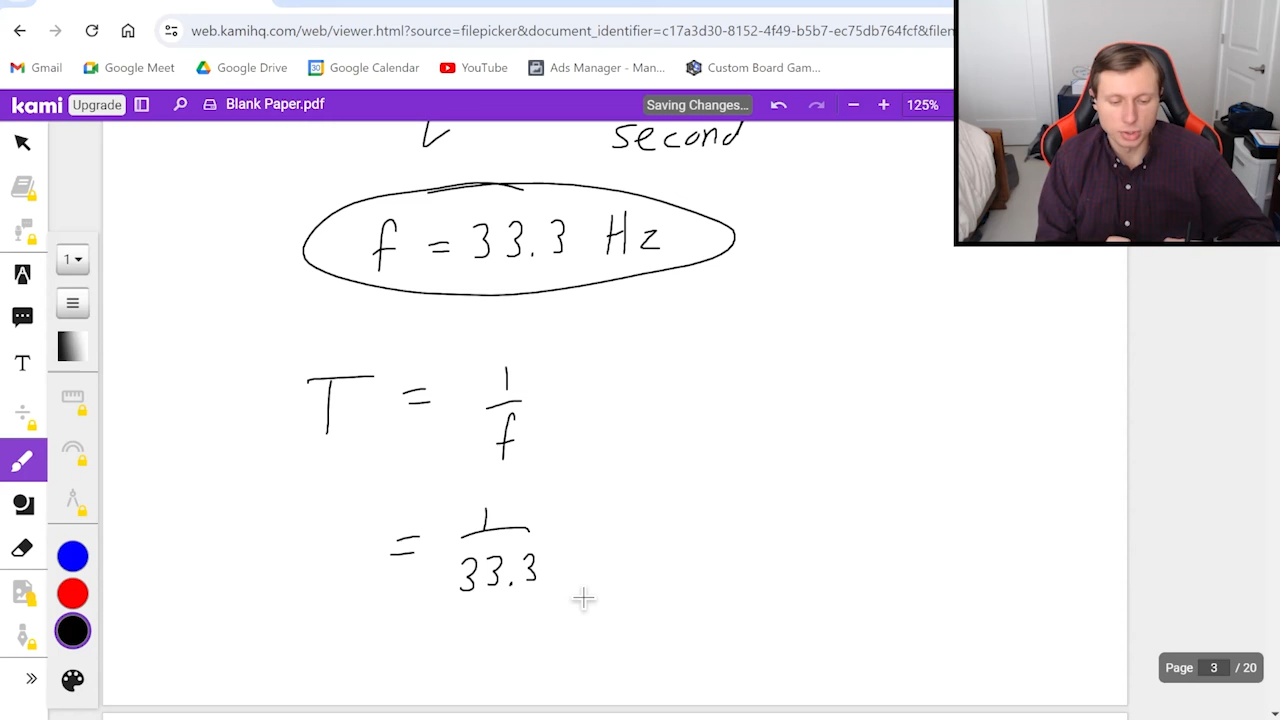 web.kamihq.com/web/viewer.html?source=filepicker&document_identifier=c17a3d30-8152-4f49-b5b7-ec75db764fcf&filen
Gmail Google Meet Google Drive 30 Google Calendar YouTube Ads Manager - Man... Custom Board Gam...
kami Upgrade Blank Paper.pdf Saving Changes... 125%
second
f = 33.3 Hz
T = 1/f
= 1/33.3
1
A
T
Page 3 / 20